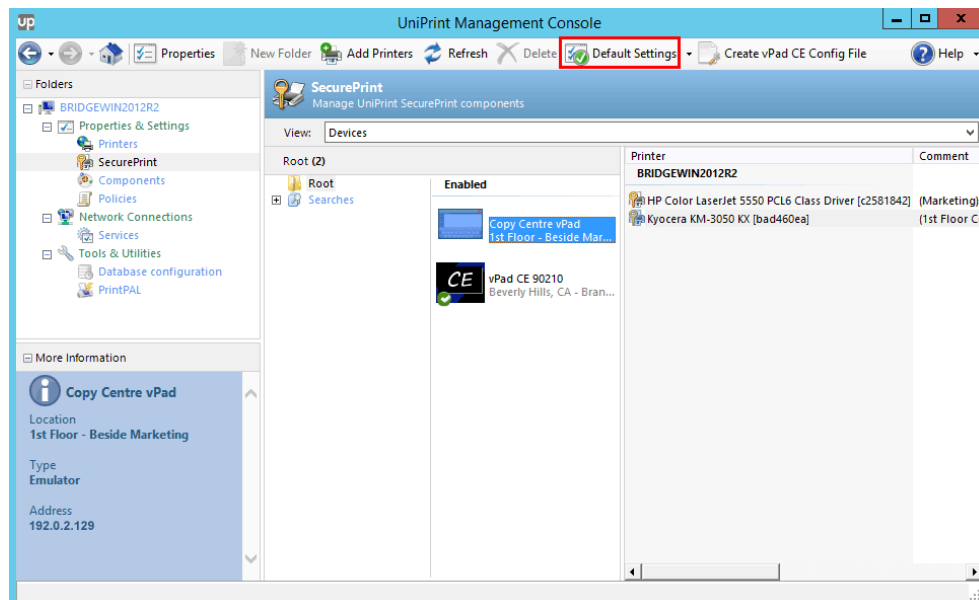 up
UniPrint Management Console
Properties New Folder Add Printers Refresh Delete Default Settings Create vPad CE Config File Help
Folders
BRIDGEWIN2012R2
Properties & Settings
Printers
SecurePrint
Components
Policies
Network Connections
Services
Tools & Utilities
Database configuration
PrintPAL
More Information
Copy Centre vPad
Location
1st Floor - Beside Marketing
Type
Emulator
Address
192.0.2.129
SecurePrint
Manage UniPrint SecurePrint components
View: Devices
Root (2)
Root
Searches
Enabled
Copy Centre vPad
1st Floor - Beside Mar...
CE
vPad CE 90210
Beverly Hills, CA - Bran...
Printer Comment
BRIDGEWIN2012R2
HP Color LaserJet 5550 PCL6 Class Driver [c2581842] (Marketing)
Kyocera KM-3050 KX [bad460ea] (1st Floor C